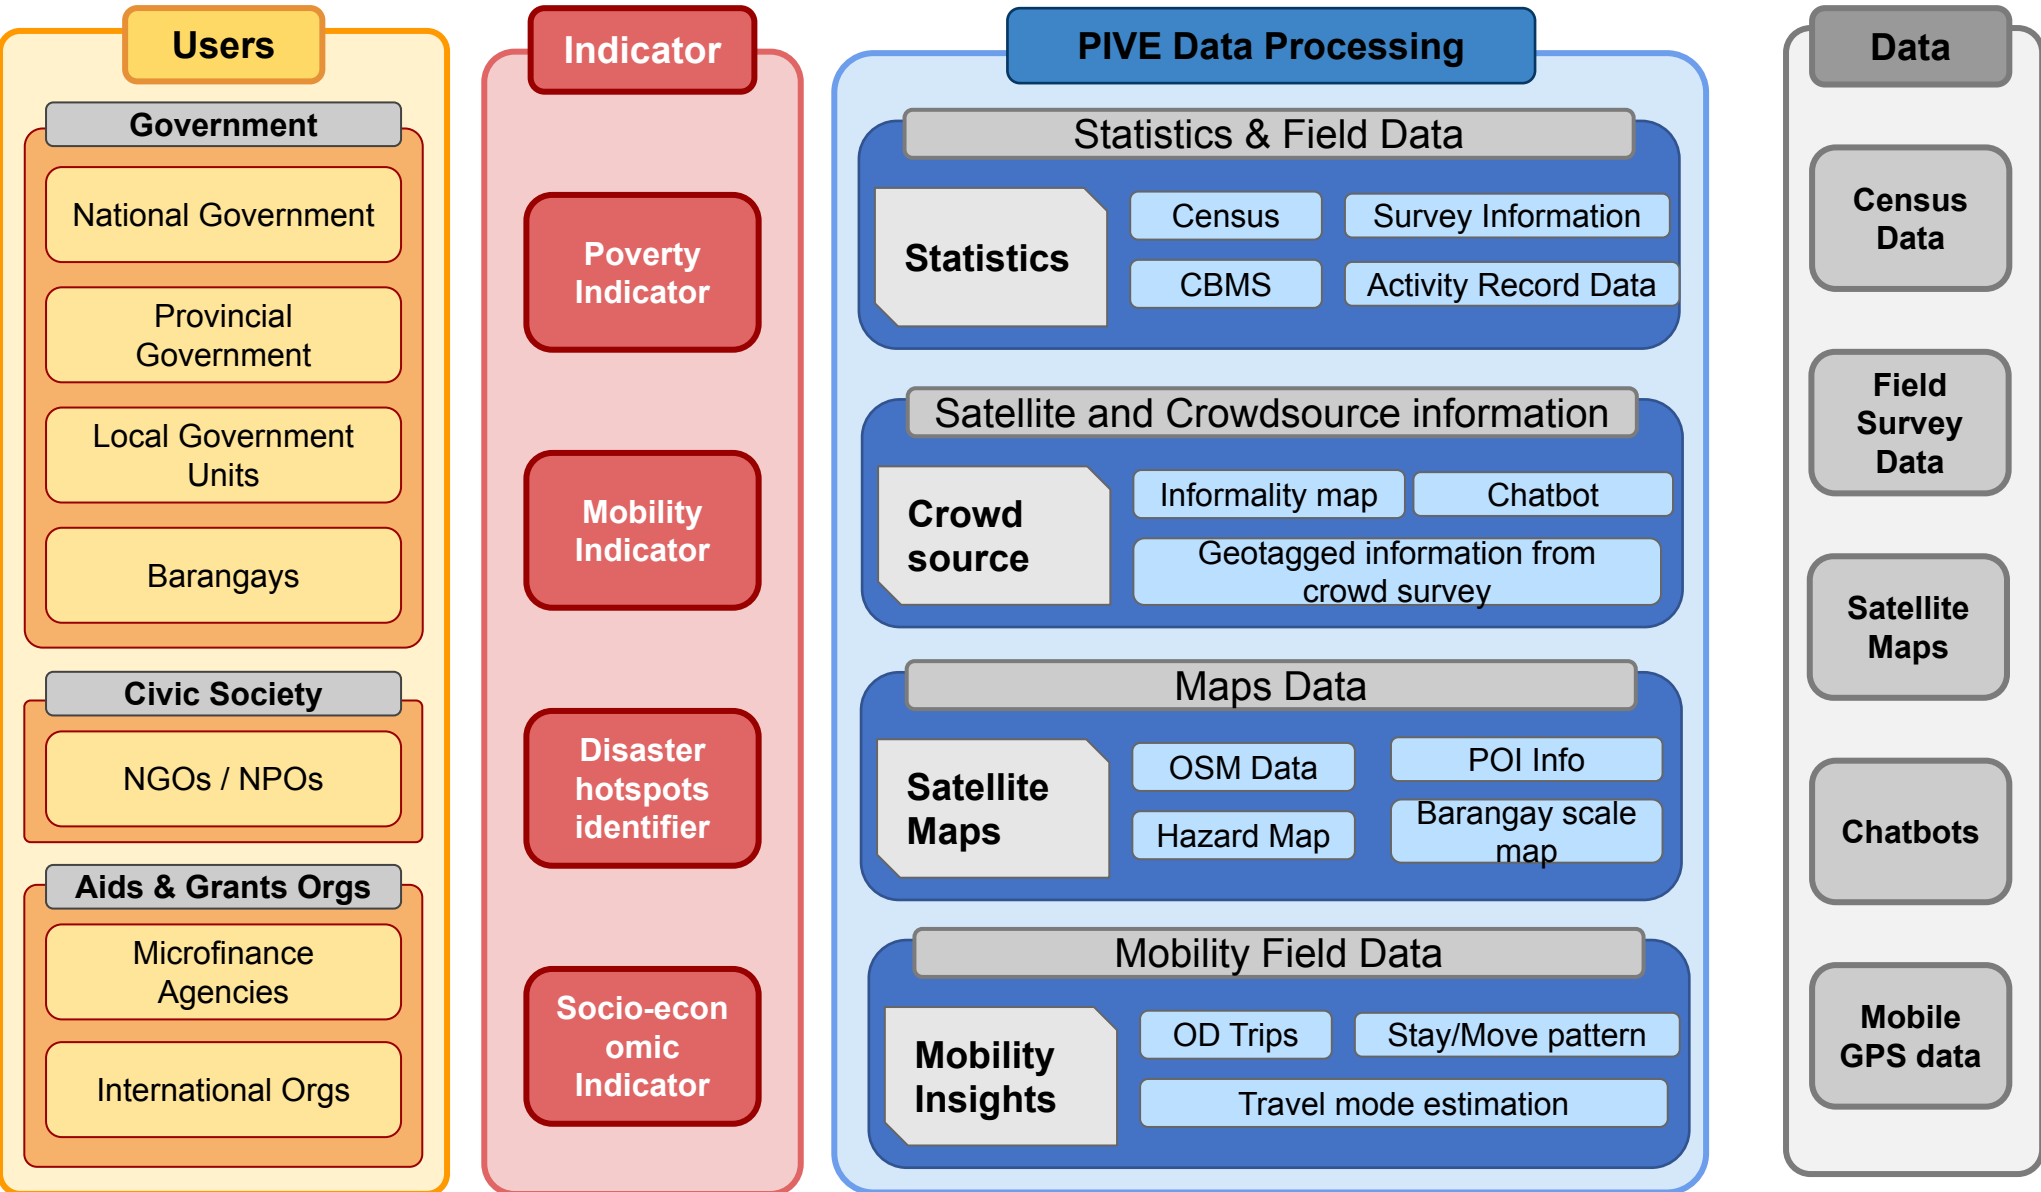 Users
Government
National Government
Provincial
Government
Local Government
Units
Barangays
Civic Society
NGOs / NPOs
Aids & Grants Orgs
Microfinance
Agencies
International Orgs
Indicator
Poverty
Indicator
Mobility
Indicator
Disaster
hotspots
identifier
Socio-econ
omic
Indicator
PIVE Data Processing
Statistics & Field Data
Statistics
Census
Survey Information
CBMS
Activity Record Data
Satellite and Crowdsource information
Crowd
source
Informality map
Chatbot
Geotagged information from
crowd survey
Maps Data
Satellite
Maps
OSM Data
POI Info
Hazard Map
Barangay scale
map
Mobility Field Data
Mobility
Insights
OD Trips
Stay/Move pattern
Travel mode estimation
Data
Census
Data
Field
Survey
Data
Satellite
Maps
Chatbots
Mobile
GPS data